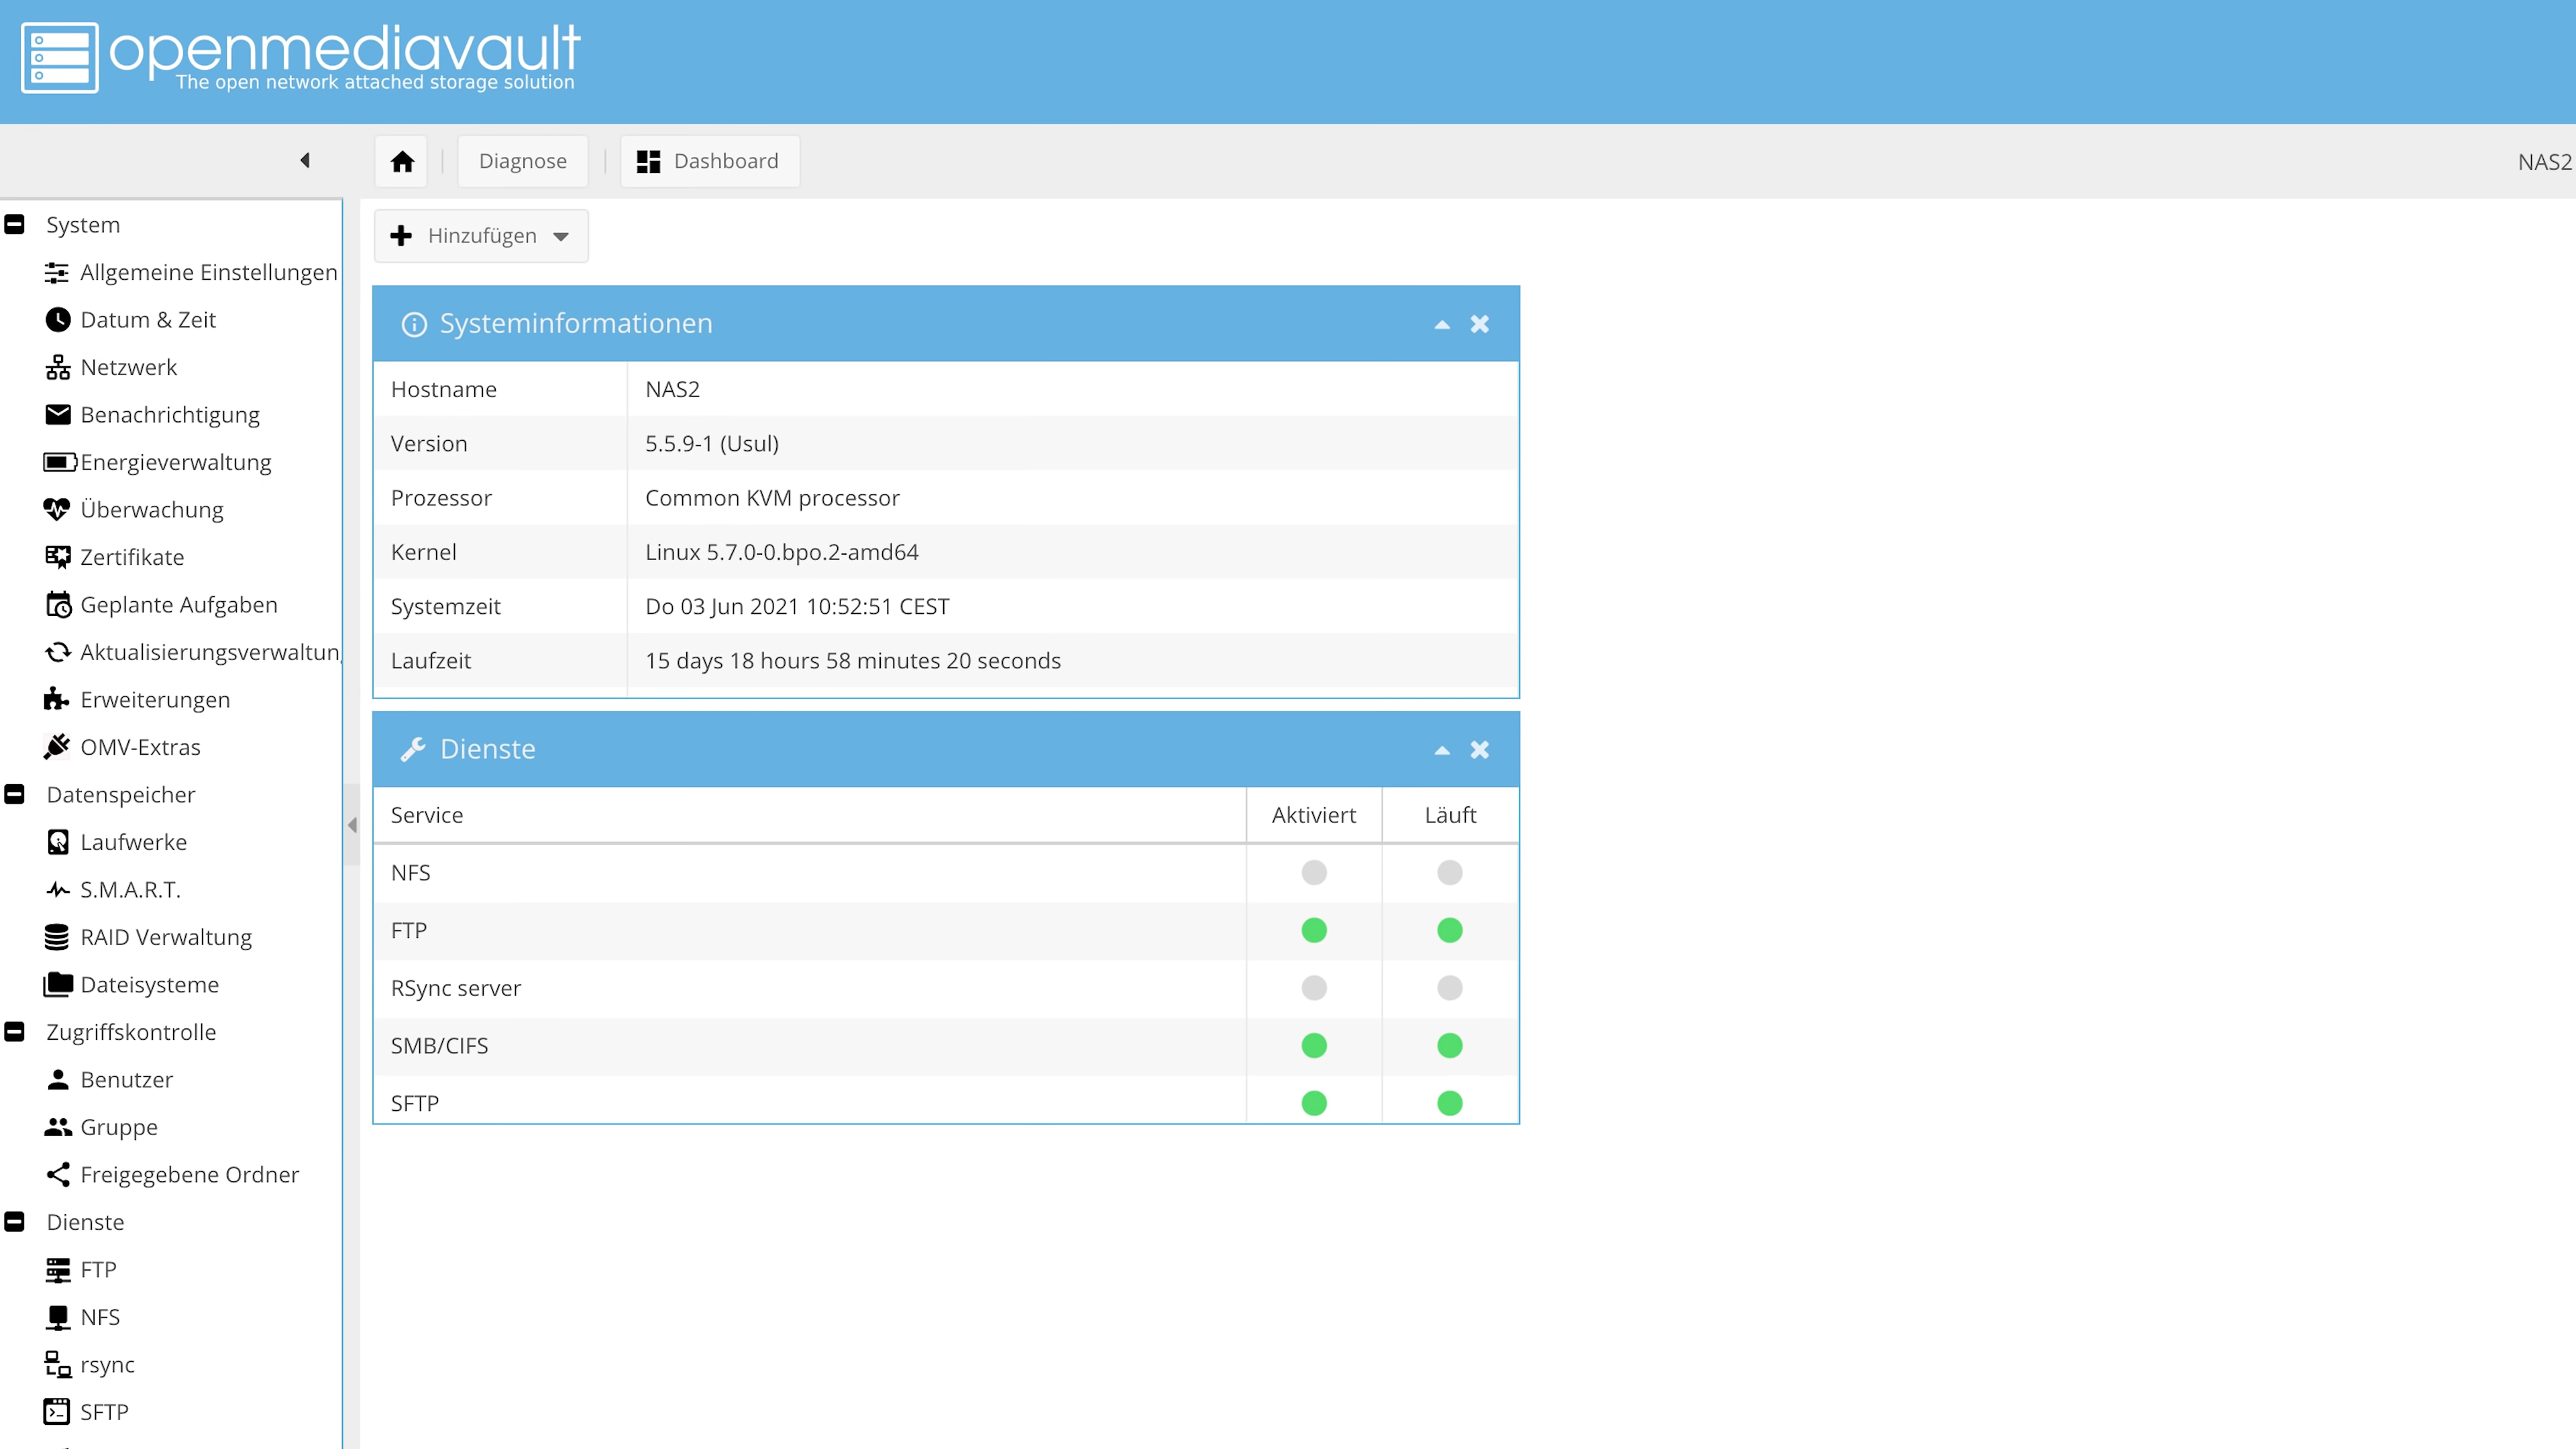 openmediavault
The open network attached storage solution
Diagnose
Dashboard
NAS2
System
Allgemeine Einstellungen
Datum & Zeit
Netzwerk
Benachrichtigung
Energieverwaltung
Überwachung
Zertifikate
Geplante Aufgaben
Aktualisierungsverwaltun
Erweiterungen
OMV-Extras
Datenspeicher
Laufwerke
S.M.A.R.T.
RAID Verwaltung
Dateisysteme
Zugriffskontrolle
Benutzer
Gruppe
Freigegebene Ordner
Dienste
FTP
NFS
rsync
SFTP
Hinzufügen
Systeminformationen
Hostname NAS2
Version 5.5.9-1 (Usul)
Prozessor Common KVM processor
Kernel Linux 5.7.0-0.bpo.2-amd64
Systemzeit Do 03 Jun 2021 10:52:51 CEST
Laufzeit 15 days 18 hours 58 minutes 20 seconds
Dienste
Service Aktiviert Läuft
NFS
FTP
RSync server
SMB/CIFS
SFTP